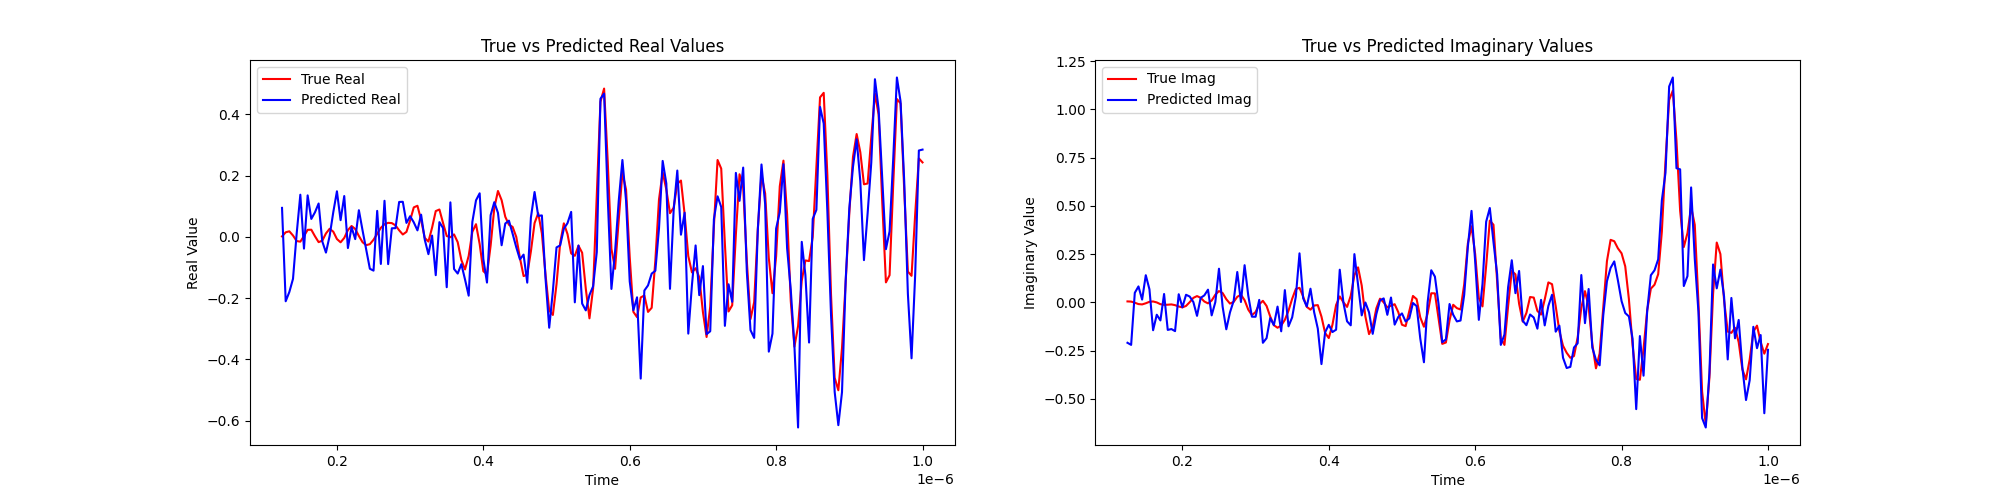 True vs Predicted Real Values
True Real
Predicted Real
Real Value
0.4
0.2
0.0
−0.2
−0.4
−0.6
0.2
0.4
0.6
0.8
1.0
1e−6
Time
True vs Predicted Imaginary Values
True Imag
Predicted Imag
Imaginary Value
1.25
1.00
0.75
0.50
0.25
0.00
−0.25
−0.50
0.2
0.4
0.6
0.8
1.0
1e−6
Time